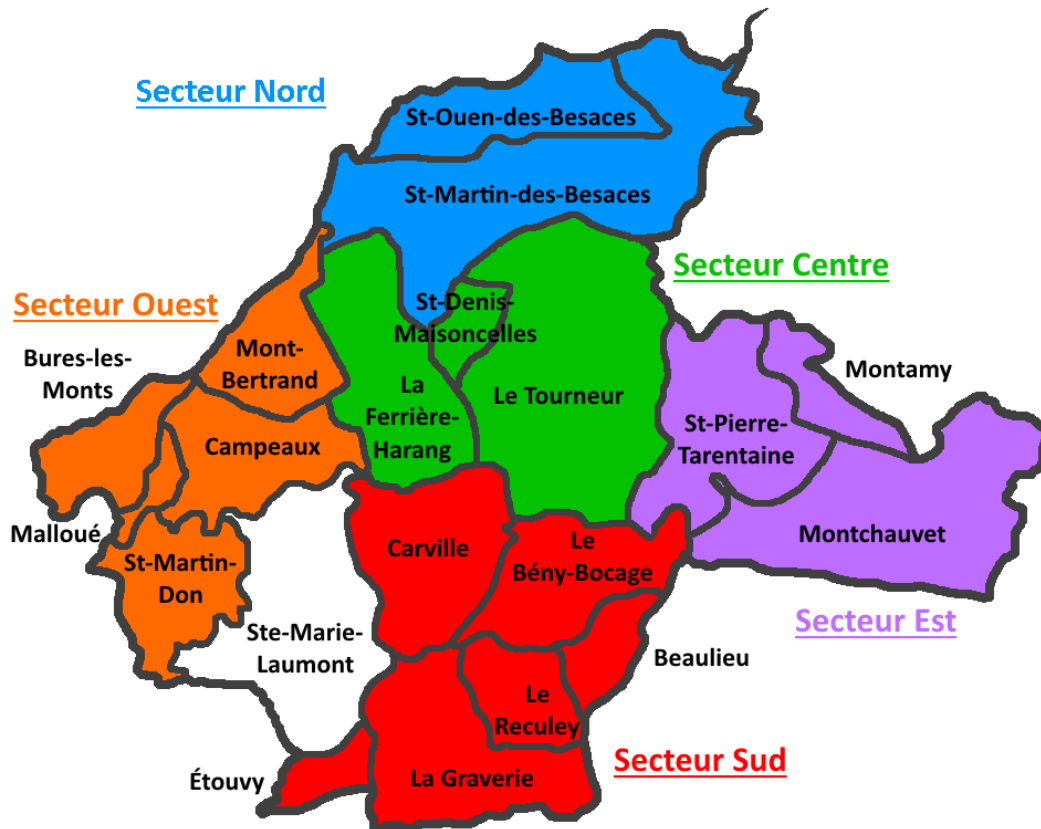 Secteur Nord
St-Ouen-des-Besaces
St-Martin-des-Besaces
Secteur Centre
Secteur Ouest
St-Denis-
Maisoncelles
Bures-les-
Monts
Mont-
Bertrand
Montamy
La
Ferrière-
Harang
Le Tourneur
St-Pierre-
Tarentaine
Campeaux
Malloué
Carville
Le
Bény-Bocage
Montchauvet
St-Martin-
Don
Secteur Est
Ste-Marie-
Laumont
Beaulieu
Le
Reculey
Secteur Sud
Étouvy
La Graverie